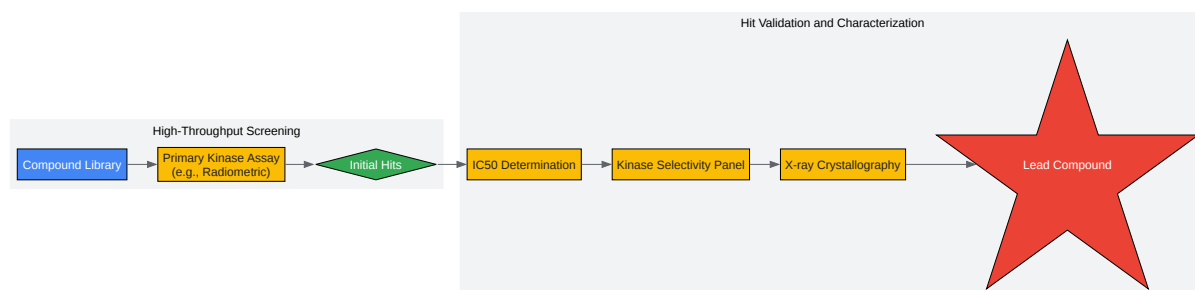 Hit Validation and Characterization
High-Throughput Screening
Compound Library
Primary Kinase Assay
(e.g., Radiometric)
Initial Hits
IC50 Determination
Kinase Selectivity Panel
X-ray Crystallography
Lead Compound